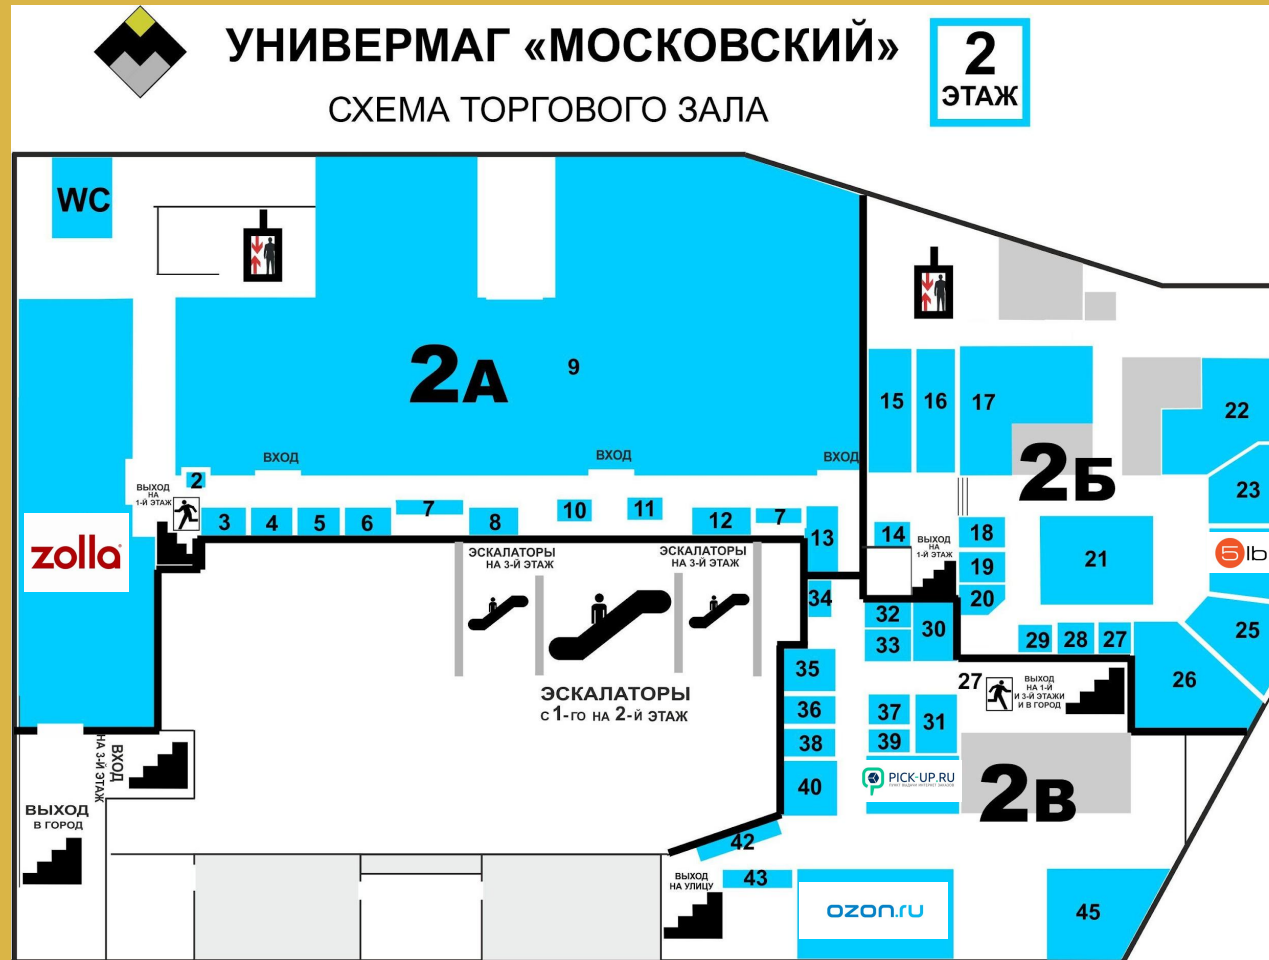 УНИВЕРМАГ «МОСКОВСКИЙ»
СХЕМА ТОРГОВОГО ЗАЛА
2
ЭТАЖ
WC
2А
9
ВХОД
ВХОД
ВХОД
2
ВЫХОД
НА
1-Й ЭТАЖ
3
4
5
6
7
8
10
11
12
7
13
zolla
ЭСКАЛАТОРЫ
НА 3-Й ЭТАЖ
ЭСКАЛАТОРЫ
НА 3-Й ЭТАЖ
ЭСКАЛАТОРЫ
С 1-ГО НА 2-Й ЭТАЖ
15
16
17
2Б
22
23
5lb
14
ВЫХОД
НА
1-Й ЭТАЖ
18
19
20
21
25
26
29
28
27
34
32
33
30
27
ВЫХОД
НА 1-Й
И 3-Й ЭТАЖИ
И В ГОРОД
35
36
37
31
38
39
40
PICK-UP.RU
ПУНКТ ВЫДАЧИ ИНТЕРНЕТ ЗАКАЗОВ
2В
42
43
ВЫХОД
НА УЛИЦУ
ozon.ru
45
ВХОД
НА 3-Й ЭТАЖ
ВЫХОД
В ГОРОД